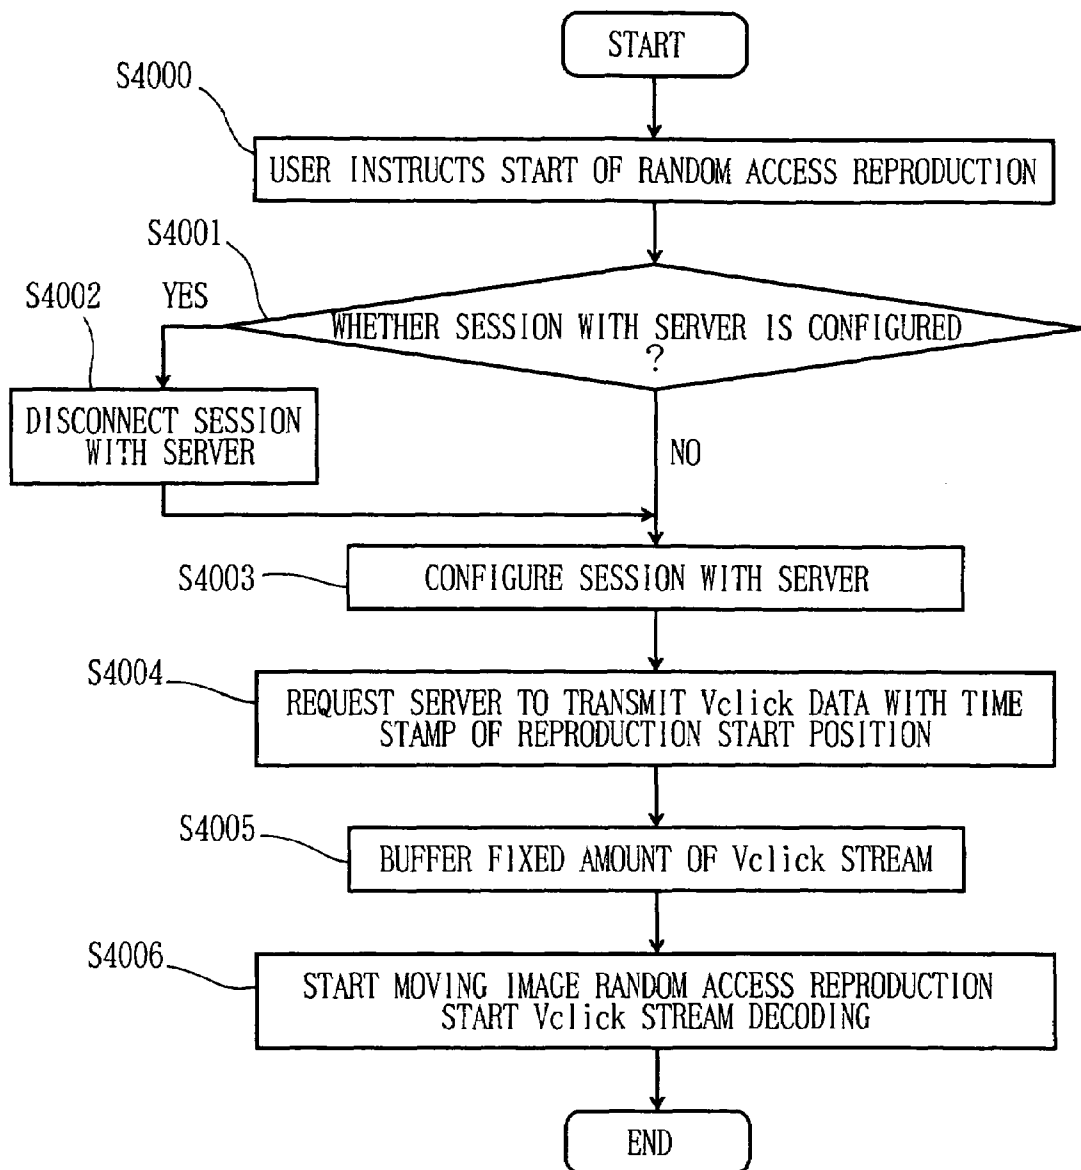 START
S4000
USER INSTRUCTS START OF RANDOM ACCESS REPRODUCTION
S4001
S4002
YES
WHETHER SESSION WITH SERVER IS CONFIGURED
?
DISCONNECT SESSION
WITH SERVER
NO
S4003
CONFIGURE SESSION WITH SERVER
S4004
REQUEST SERVER TO TRANSMIT Vclick DATA WITH TIME
STAMP OF REPRODUCTION START POSITION
S4005
BUFFER FIXED AMOUNT OF Vclick STREAM
S4006
START MOVING IMAGE RANDOM ACCESS REPRODUCTION
START Vclick STREAM DECODING
END